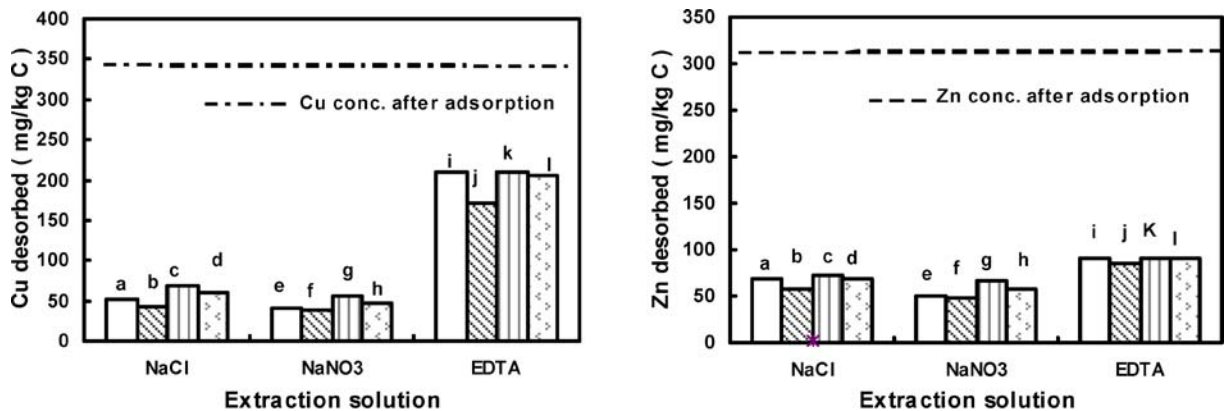 Cu desorbed ( mg/kg C )
400
350
300
250
200
150
100
50
0
Cu conc. after adsorption
a b c d
e f g h
i j k l
NaCl NaNO3 EDTA
Extraction solution
Zn desorbed ( mg/kg C )
350
300
250
200
150
100
50
0
Zn conc. after adsorption
a b c d
e f g h
i j K l
NaCl NaNO3 EDTA
Extraction solution